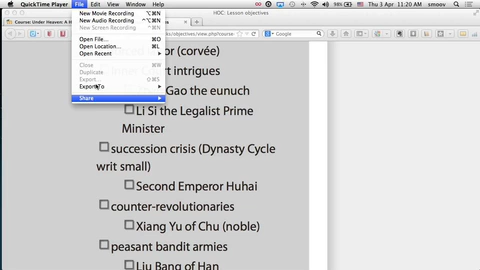 QuickTime Player File Edit View Window Help Thu 3 Apr 11:20 AM smoov
New Movie Recording ⌥⌘N
New Audio Recording ^⌥⌘N
New Screen Recording ^⌘N
Open File... ⌘O
Open Location... ⌘L
Open Recent
Close ⌘W
Duplicate
Export... ⇧⌘S
Export To
Share
Course: Under Heaven: A H
HOC: Lesson objectives
(corvée)
intrigues
Gao the eunuch
Li Si the Legalist Prime
Minister
succession crisis (Dynasty Cycle
writ small)
Second Emperor Huhai
counter-revolutionaries
Xiang Yu of Chu (noble)
peasant bandit armies
Liu Bang of Han